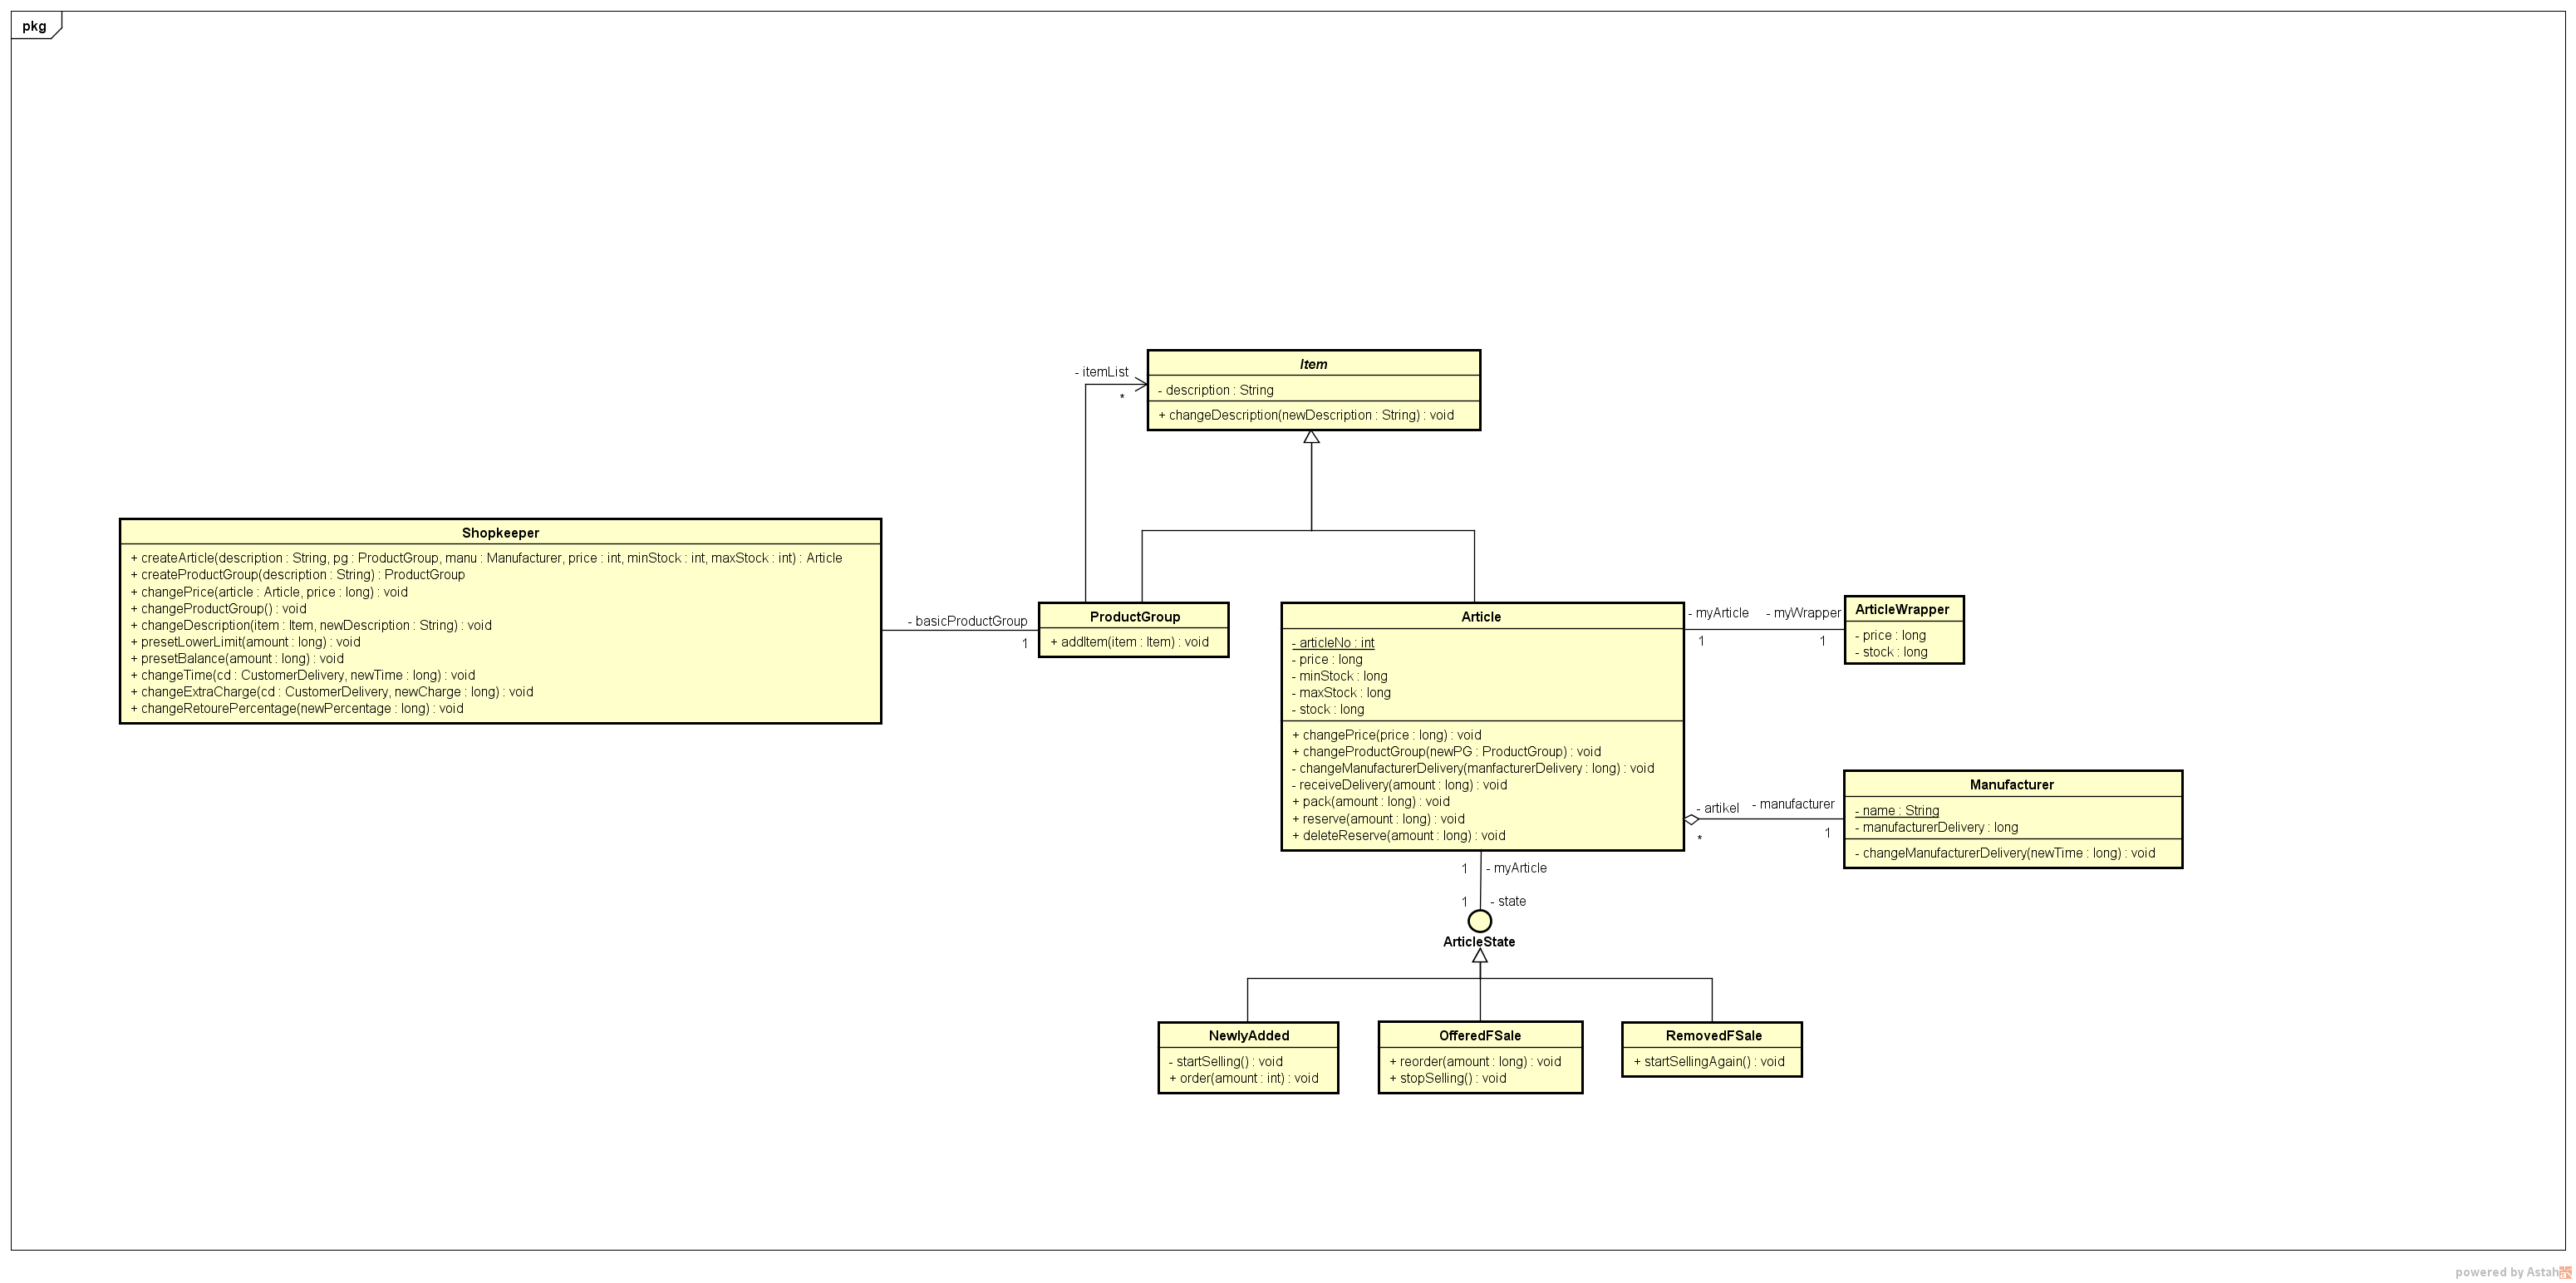 pkg
Item
- description : String
+ changeDescription(newDescription : String) : void
- itemList
*
Shopkeeper
+ createArticle(description : String, pg : ProductGroup, manu : Manufacturer, price : int, minStock : int, maxStock : int) : Article
+ createProductGroup(description : String) : ProductGroup
+ changePrice(article : Article, price : long) : void
+ changeProductGroup() : void
+ changeDescription(item : Item, newDescription : String) : void
+ presetLowerLimit(amount : long) : void
+ presetBalance(amount : long) : void
+ changeTime(cd : CustomerDelivery, newTime : long) : void
+ changeExtraCharge(cd : CustomerDelivery, newCharge : long) : void
+ changeRetourePercentage(newPercentage : long) : void
- basicProductGroup
1
ProductGroup
+ addItem(item : Item) : void
Article
- articleNo : int
- price : long
- minStock : long
- maxStock : long
- stock : long
+ changePrice(price : long) : void
+ changeProductGroup(newPG : ProductGroup) : void
- changeManufacturerDelivery(manfacturerDelivery : long) : void
- receiveDelivery(amount : long) : void
+ pack(amount : long) : void
+ reserve(amount : long) : void
+ deleteReserve(amount : long) : void
- myArticle
- myWrapper
1
1
ArticleWrapper
- price : long
- stock : long
- artikel
- manufacturer
*
1
Manufacturer
- name : String
- manufacturerDelivery : long
- changeManufacturerDelivery(newTime : long) : void
1
- myArticle
1
- state
ArticleState
NewlyAdded
- startSelling() : void
+ order(amount : int) : void
OfferedFSale
+ reorder(amount : long) : void
+ stopSelling() : void
RemovedFSale
+ startSellingAgain() : void
powered by Astah